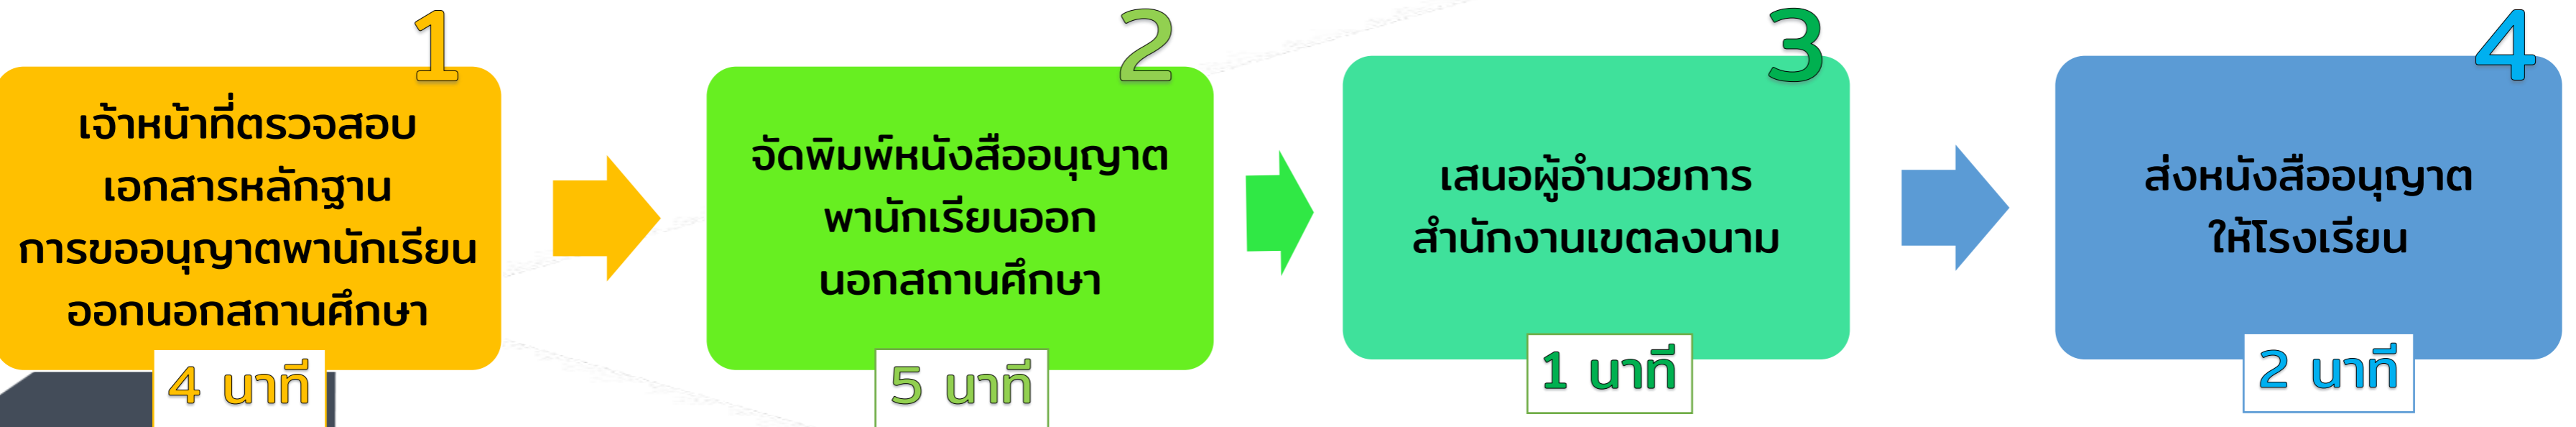 1
เจ้าหน้าที่ตรวจสอบ
เอกสารหลักฐาน
การขออนุญาตพานักเรียน
ออกนอกสถานศึกษา
4 นาที
2
จัดพิมพ์หนังสืออนุญาต
พานักเรียนออก
นอกสถานศึกษา
5 นาที
3
เสนอผู้อำนวยการ
สำนักงานเขตลงนาม
1 นาที
4
ส่งหนังสืออนุญาต
ให้โรงเรียน
2 นาที